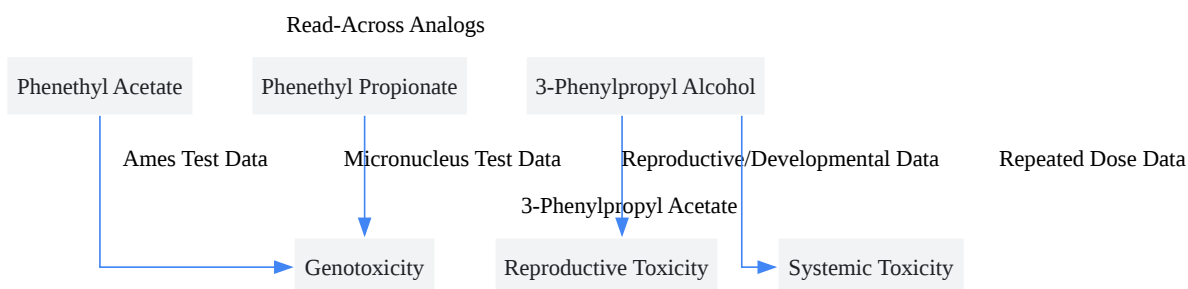 Read-Across Analogs
Phenethyl Acetate
Phenethyl Propionate
3-Phenylpropyl Alcohol
Ames Test Data
Micronucleus Test Data
Reproductive/Developmental Data
Repeated Dose Data
3-Phenylpropyl Acetate
Genotoxicity
Reproductive Toxicity
Systemic Toxicity